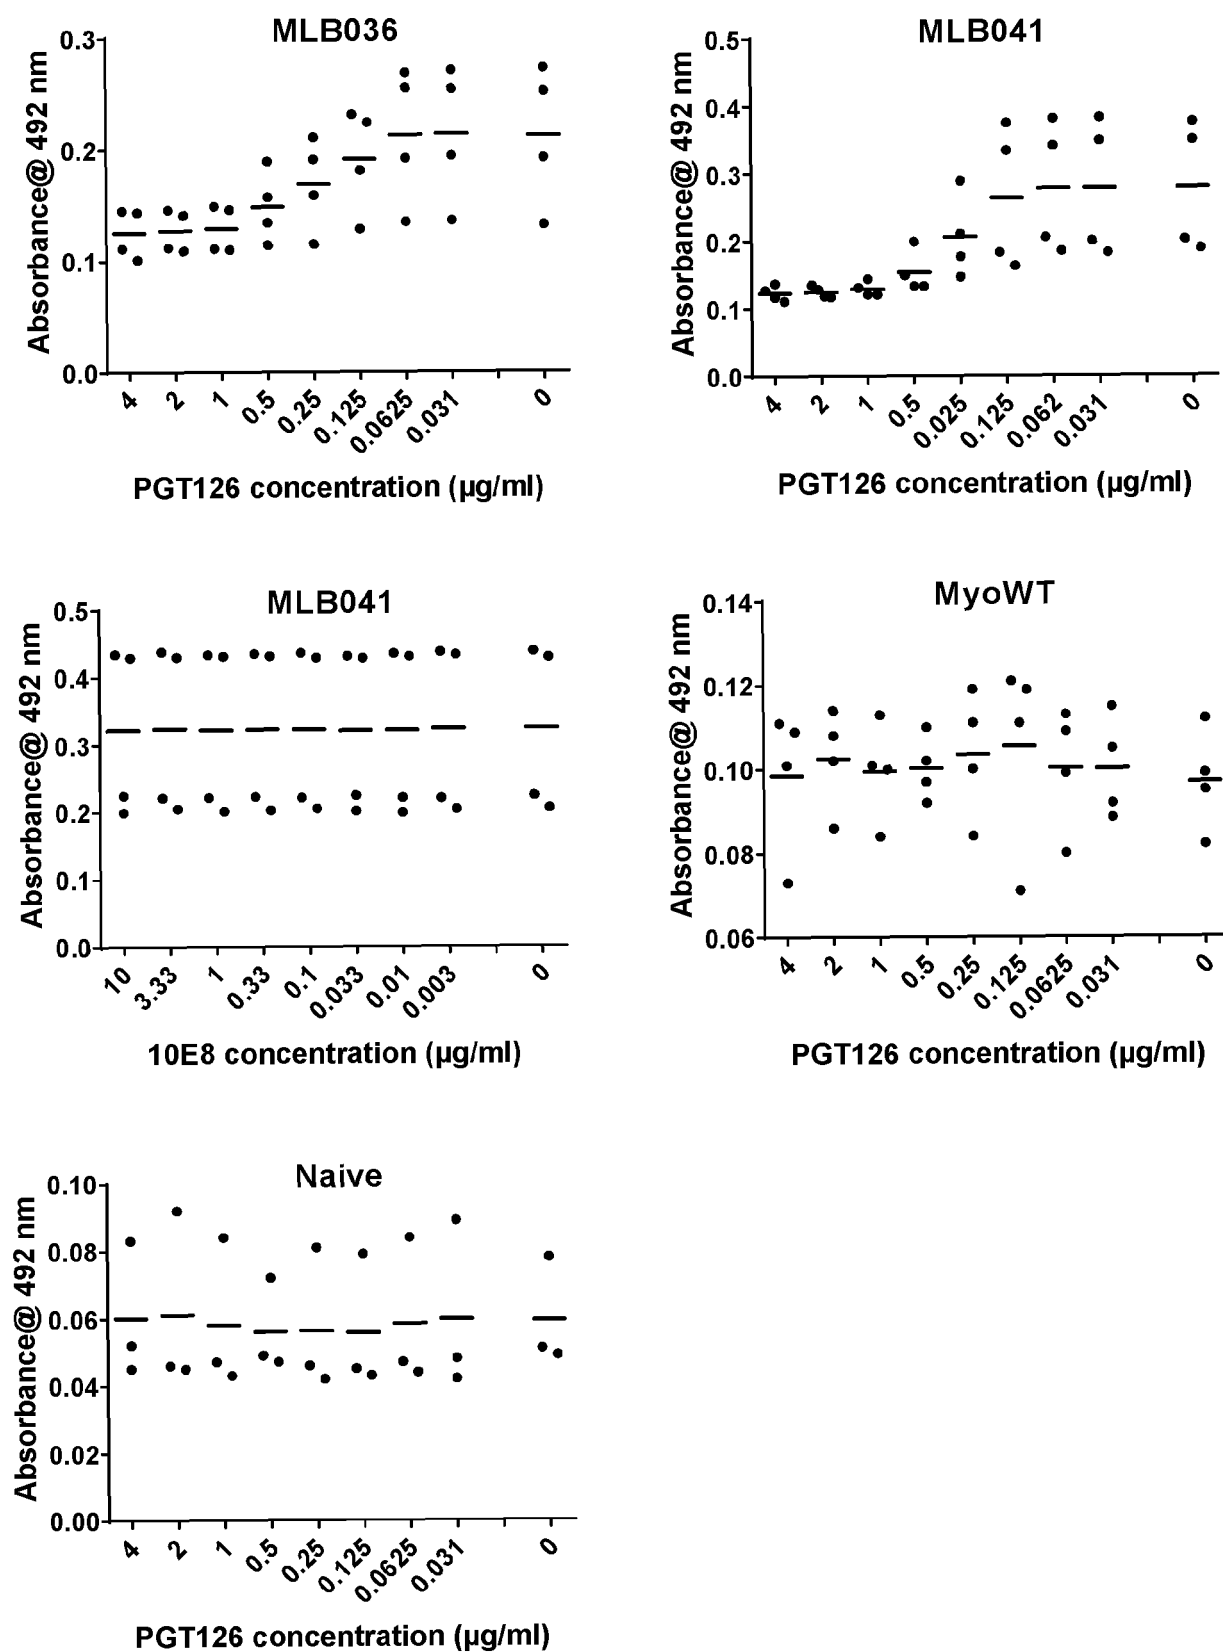 MLB036
Absorbance@ 492 nm
0.3
0.2
0.1
0.0
4 2 1 0.5 0.25 0.125 0.0625 0.031 0
PGT126 concentration (µg/ml)
MLB041
Absorbance@ 492 nm
0.5
0.4
0.3
0.2
0.1
0.0
4 2 1 0.5 0.025 0.125 0.062 0.031 0
PGT126 concentration (µg/ml)
MLB041
Absorbance@ 492 nm
0.5
0.4
0.3
0.2
0.1
0.0
10 3.33 1 0.33 0.1 0.033 0.01 0.003 0
10E8 concentration (µg/ml)
MyoWT
Absorbance@ 492 nm
0.14
0.12
0.10
0.08
0.06
4 2 1 0.5 0.25 0.125 0.0625 0.031 0
PGT126 concentration (µg/ml)
Naive
Absorbance@ 492 nm
0.10
0.08
0.06
0.04
0.02
0.00
4 2 1 0.5 0.25 0.125 0.0625 0.031 0
PGT126 concentration (µg/ml)